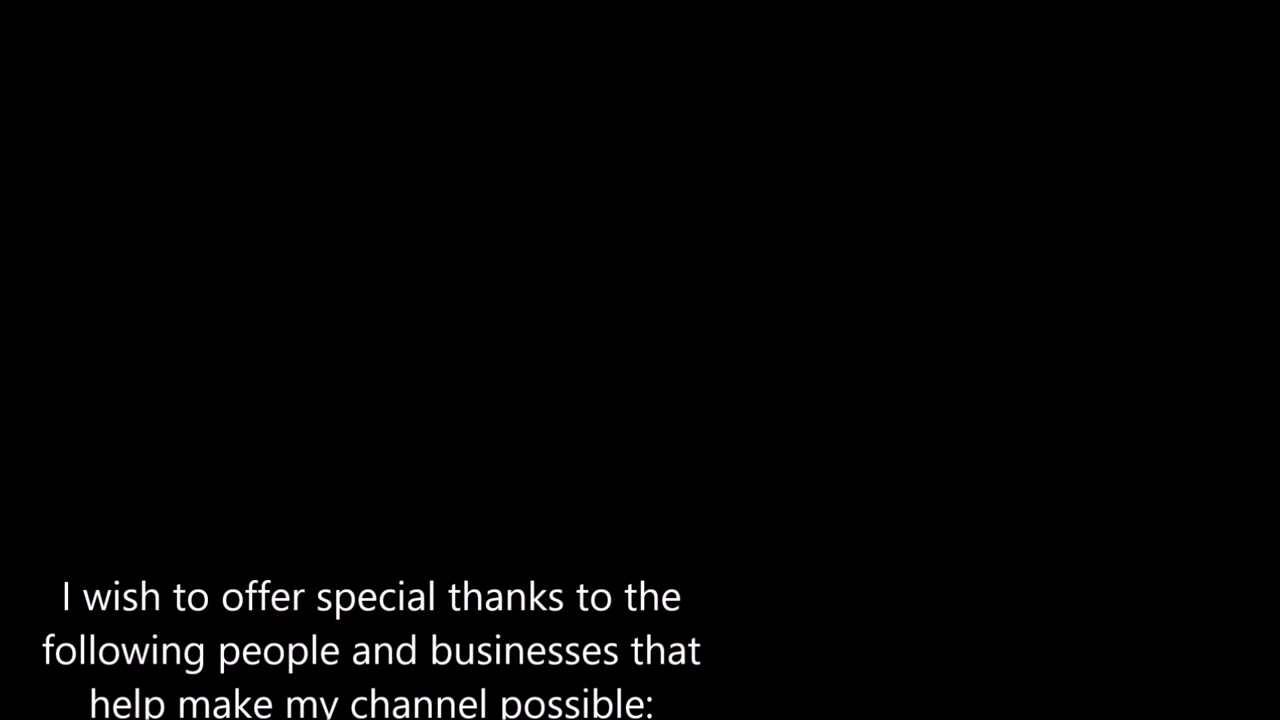 I wish to offer special thanks to the
following people and businesses that
help make my channel possible: